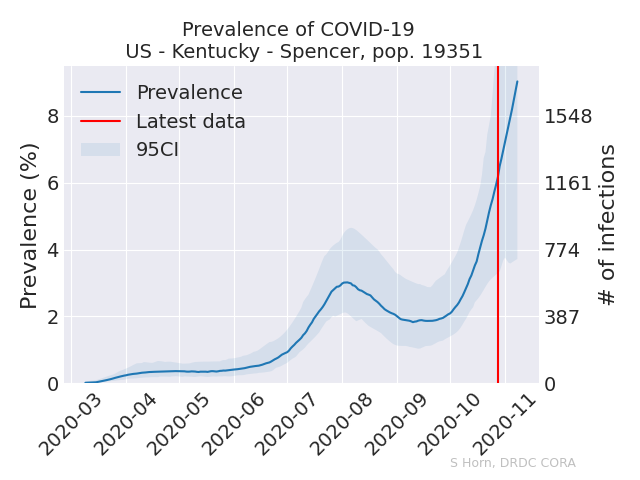 Prevalence of COVID-19
US - Kentucky - Spencer, pop. 19351
Prevalence
Latest data
95CI
Prevalence (%)
8
6
4
2
0
1548
1161
774
387
0
# of infections
2020-03
2020-04
2020-05
2020-06
2020-07
2020-08
2020-09
2020-10
2020-11
S Horn, DRDC CORA